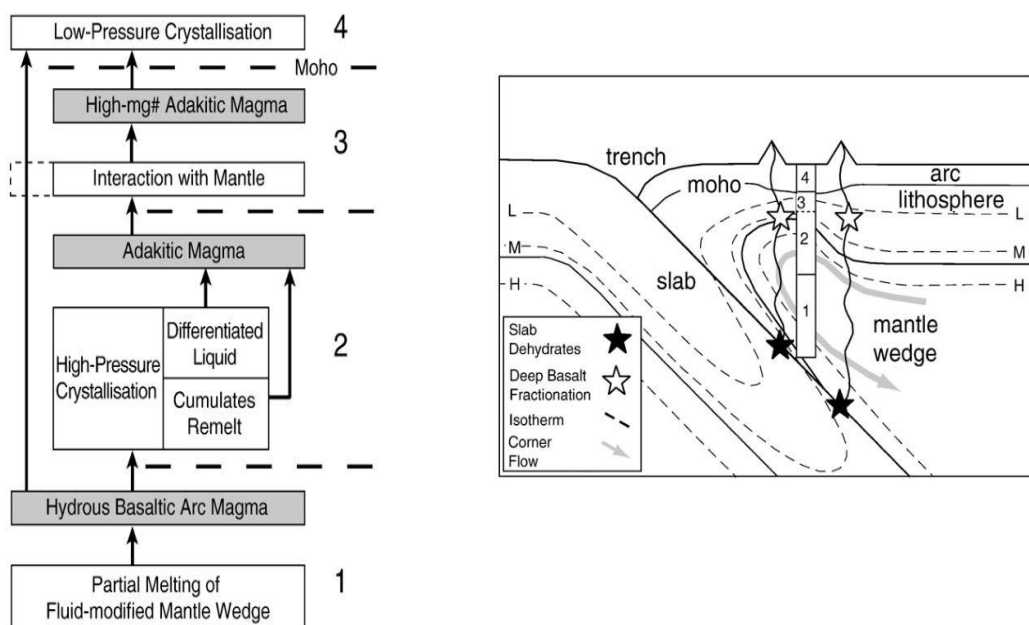 Low-Pressure Crystallisation
4
Moho
High-mg# Adakitic Magma
3
Interaction with Mantle
Adakitic Magma
High-Pressure
Crystallisation
Differentiated
Liquid
2
Cumulates
Remelt
Hydrous Basaltic Arc Magma
Partial Melting of
Fluid-modified Mantle Wedge
1
trench
moho
4
arc
lithosphere
3
L
L
2
M
M
H
H
slab
1
mantle
wedge
Slab
Dehydrates
Deep Basalt
Fractionation
Isotherm
Corner
Flow